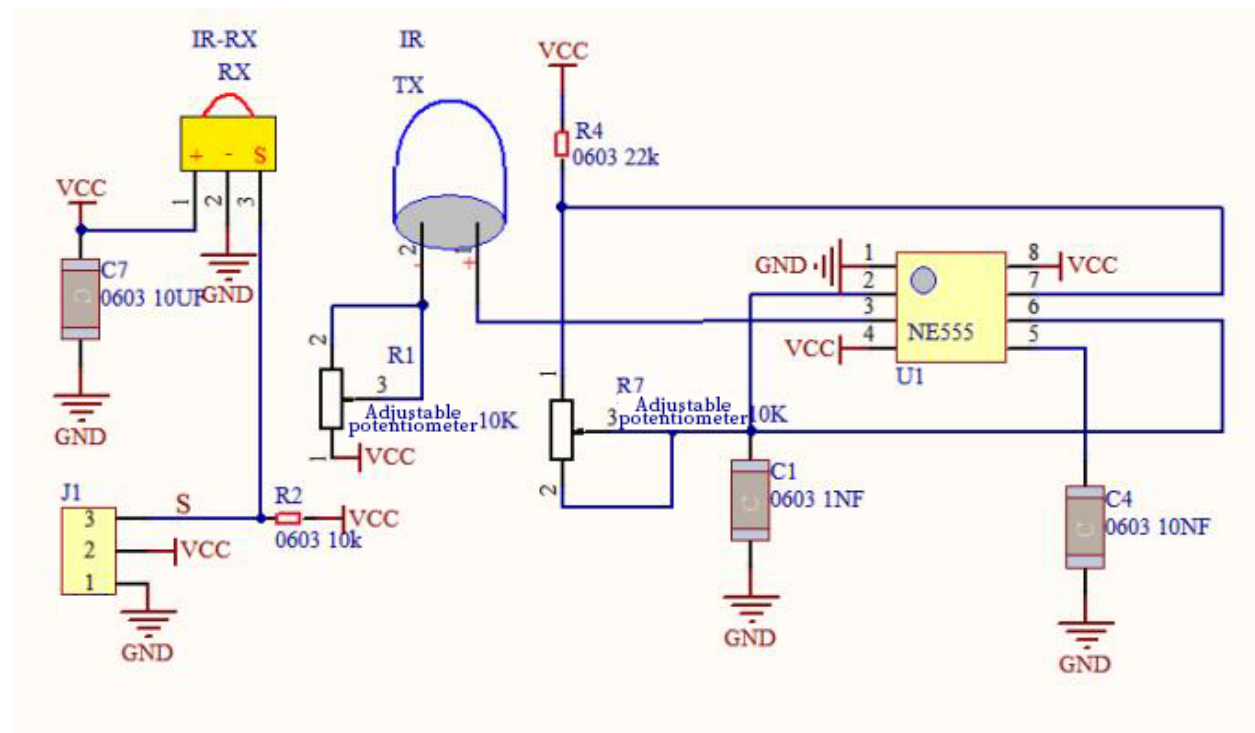 IR-RX
RX
+ - S
1
2
3
VCC
C7
0603 10UF
GND
GND
IR
TX
2
-
1
+
2
R1
3
Adjustable
potentiometer
10K
1
VCC
J1
3
2
1
S
R2
VCC
0603 10k
VCC
GND
VCC
R4
0603 22k
1
R7
3
Adjustable
potentiometer
10K
2
GND
1
2
3
4
VCC
NE555
U1
8
7
6
5
VCC
C1
0603 1NF
GND
C4
0603 10NF
GND